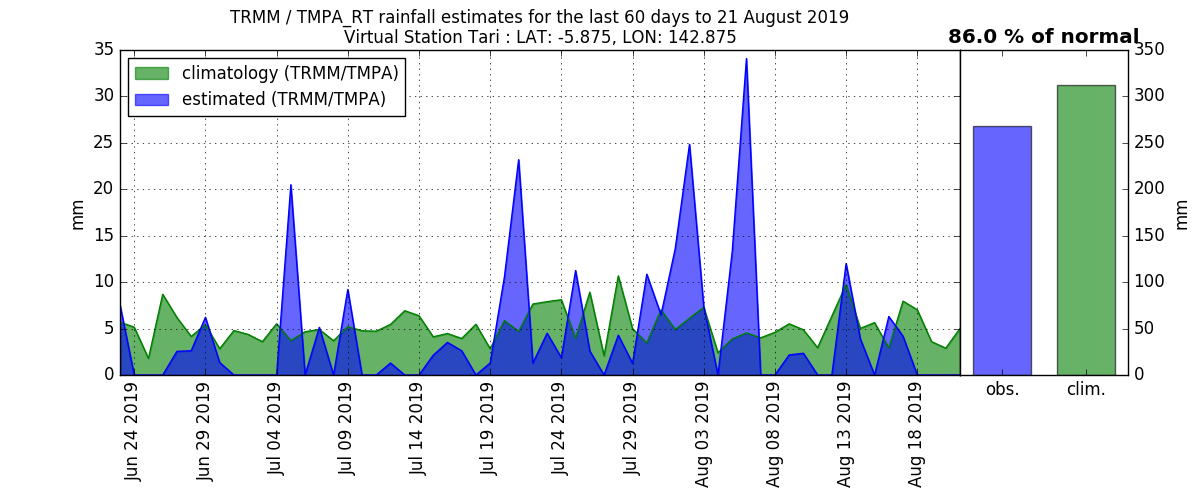 TRMM / TMPA_RT rainfall estimates for the last 60 days to 21 August 2019
Virtual Station Tari : LAT: -5.875, LON: 142.875
86.0 % of normal
climatology (TRMM/TMPA)
estimated (TRMM/TMPA)
35
30
25
20
15
10
5
0
mm
350
300
250
200
150
100
50
0
mm
Jun 24 2019
Jun 29 2019
Jul 04 2019
Jul 09 2019
Jul 14 2019
Jul 19 2019
Jul 24 2019
Jul 29 2019
Aug 03 2019
Aug 08 2019
Aug 13 2019
Aug 18 2019
obs.
clim.